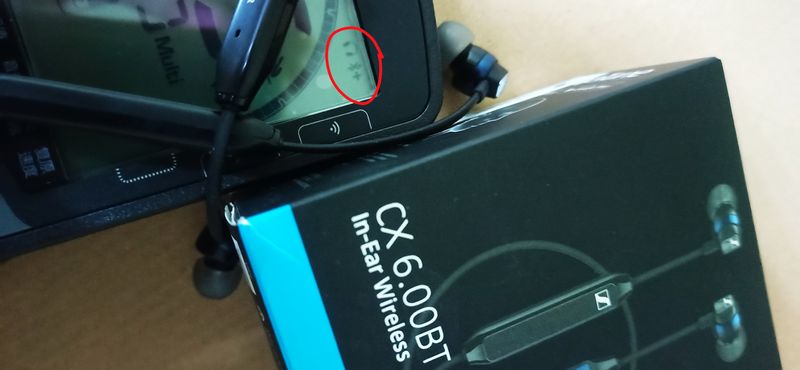 Multi
CX 6.00BT
In-Ear Wireless